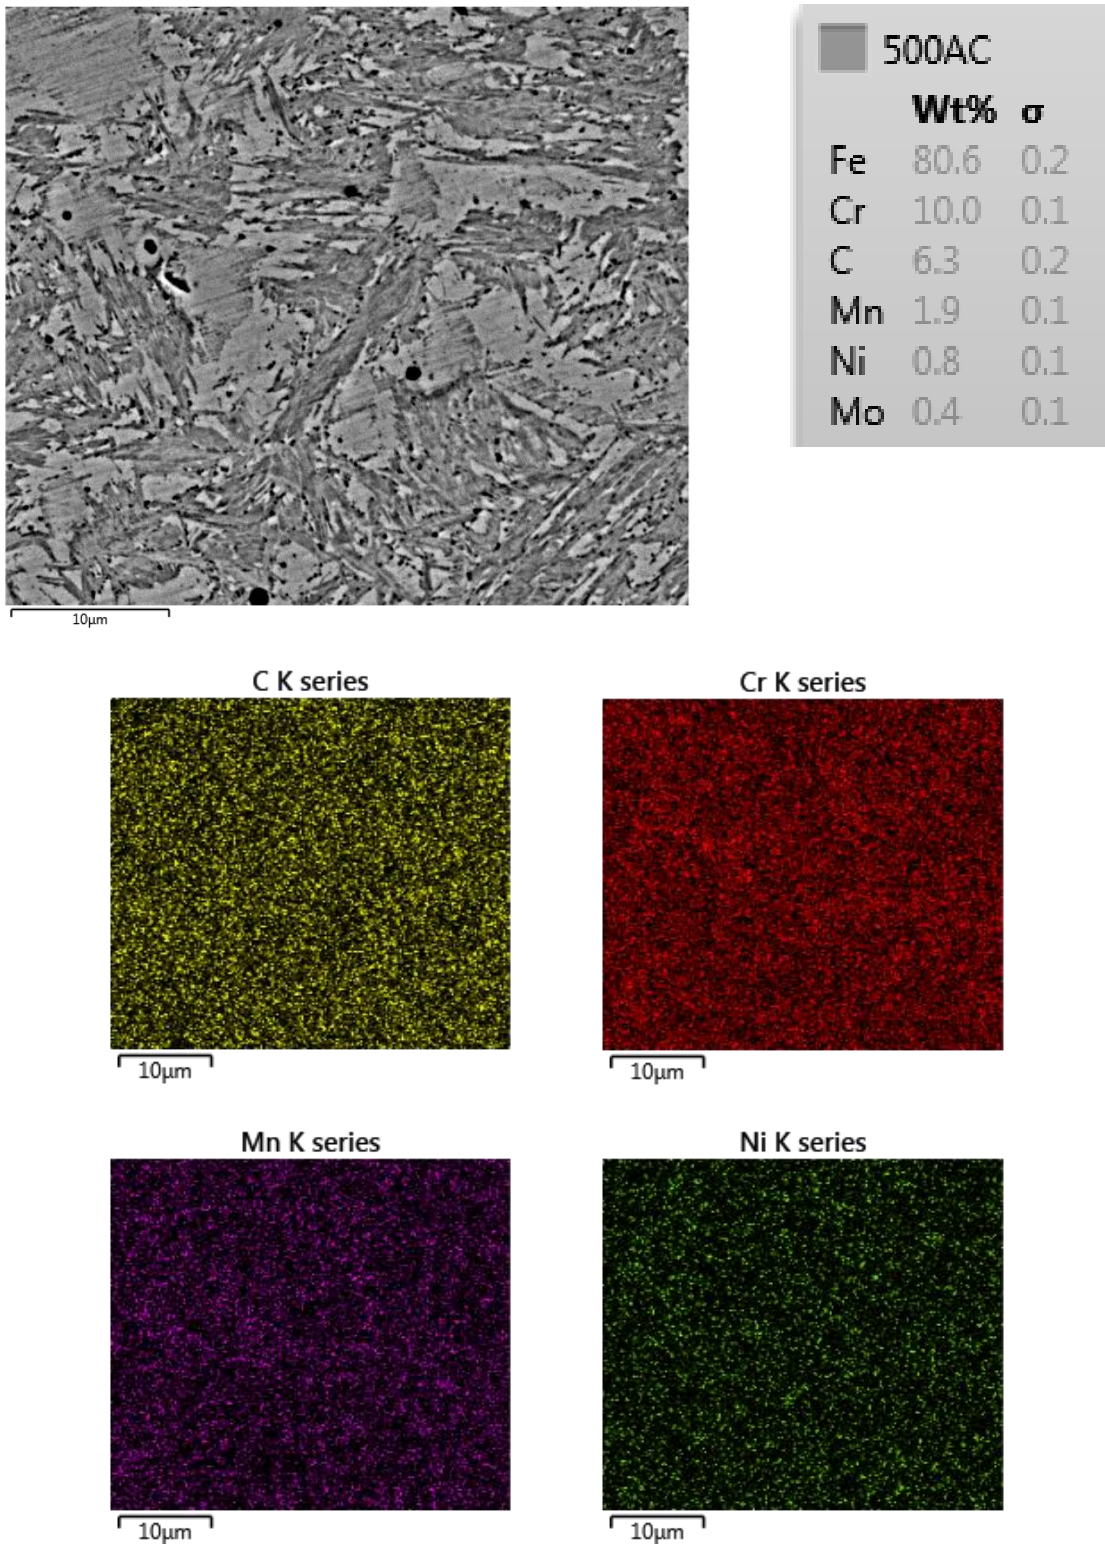 500AC
Wt% σ
Fe 80.6 0.2
Cr 10.0 0.1
C 6.3 0.2
Mn 1.9 0.1
Ni 0.8 0.1
Mo 0.4 0.1
10μm
C K series
Cr K series
10μm
10μm
Mn K series
Ni K series
10μm
10μm